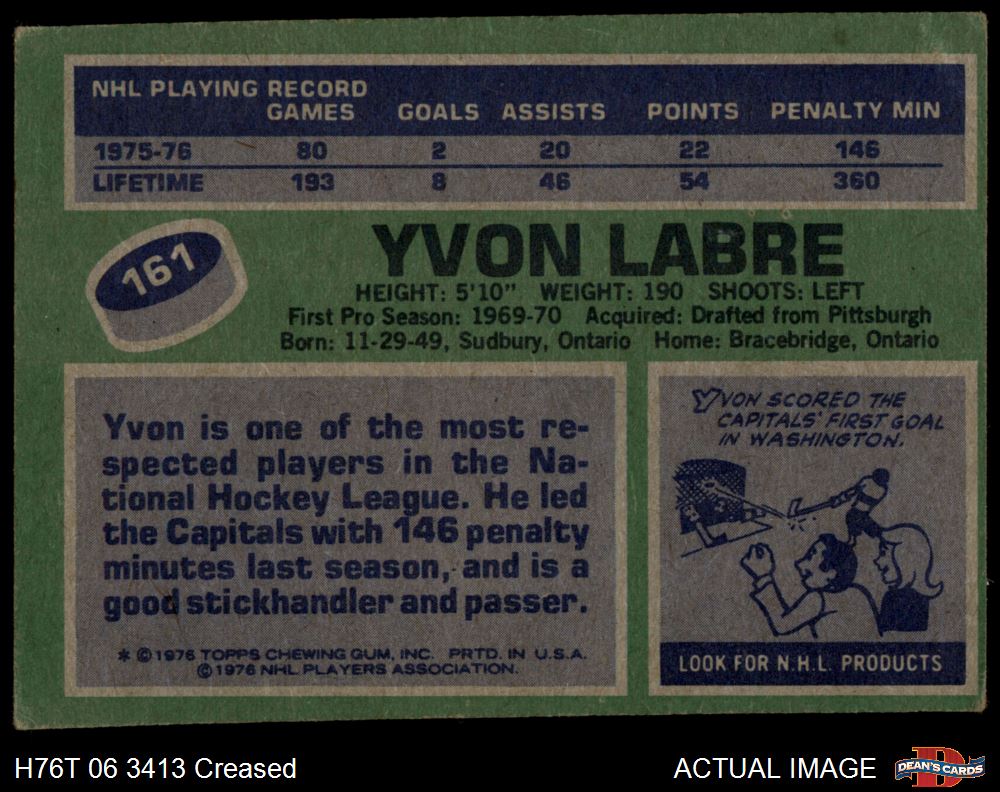 NHL PLAYING RECORD
GAMES GOALS ASSISTS POINTS PENALTY MIN
1975-76 80 2 20 22 146
LIFETIME 193 8 46 54 360
161
YVON LABRE
HEIGHT: 5'10" WEIGHT: 190 SHOOTS: LEFT
First Pro Season: 1969-70 Acquired: Drafted from Pittsburgh
Born: 11-29-49, Sudbury, Ontario Home: Bracebridge, Ontario
Yvon is one of the most re-
spected players in the Na-
tional Hockey League. He led
the Capitals with 146 penalty
minutes last season, and is a
good stickhandler and passer.
* © 1976 TOPPS CHEWING GUM, INC. PRTD. IN U.S.A.
© 1976 NHL PLAYERS ASSOCIATION.
YVON SCORED THE
CAPITALS' FIRST GOAL
IN WASHINGTON.
LOOK FOR N.H.L. PRODUCTS
H76T 06 3413 Creased
ACTUAL IMAGE
DEAN'S CARDS